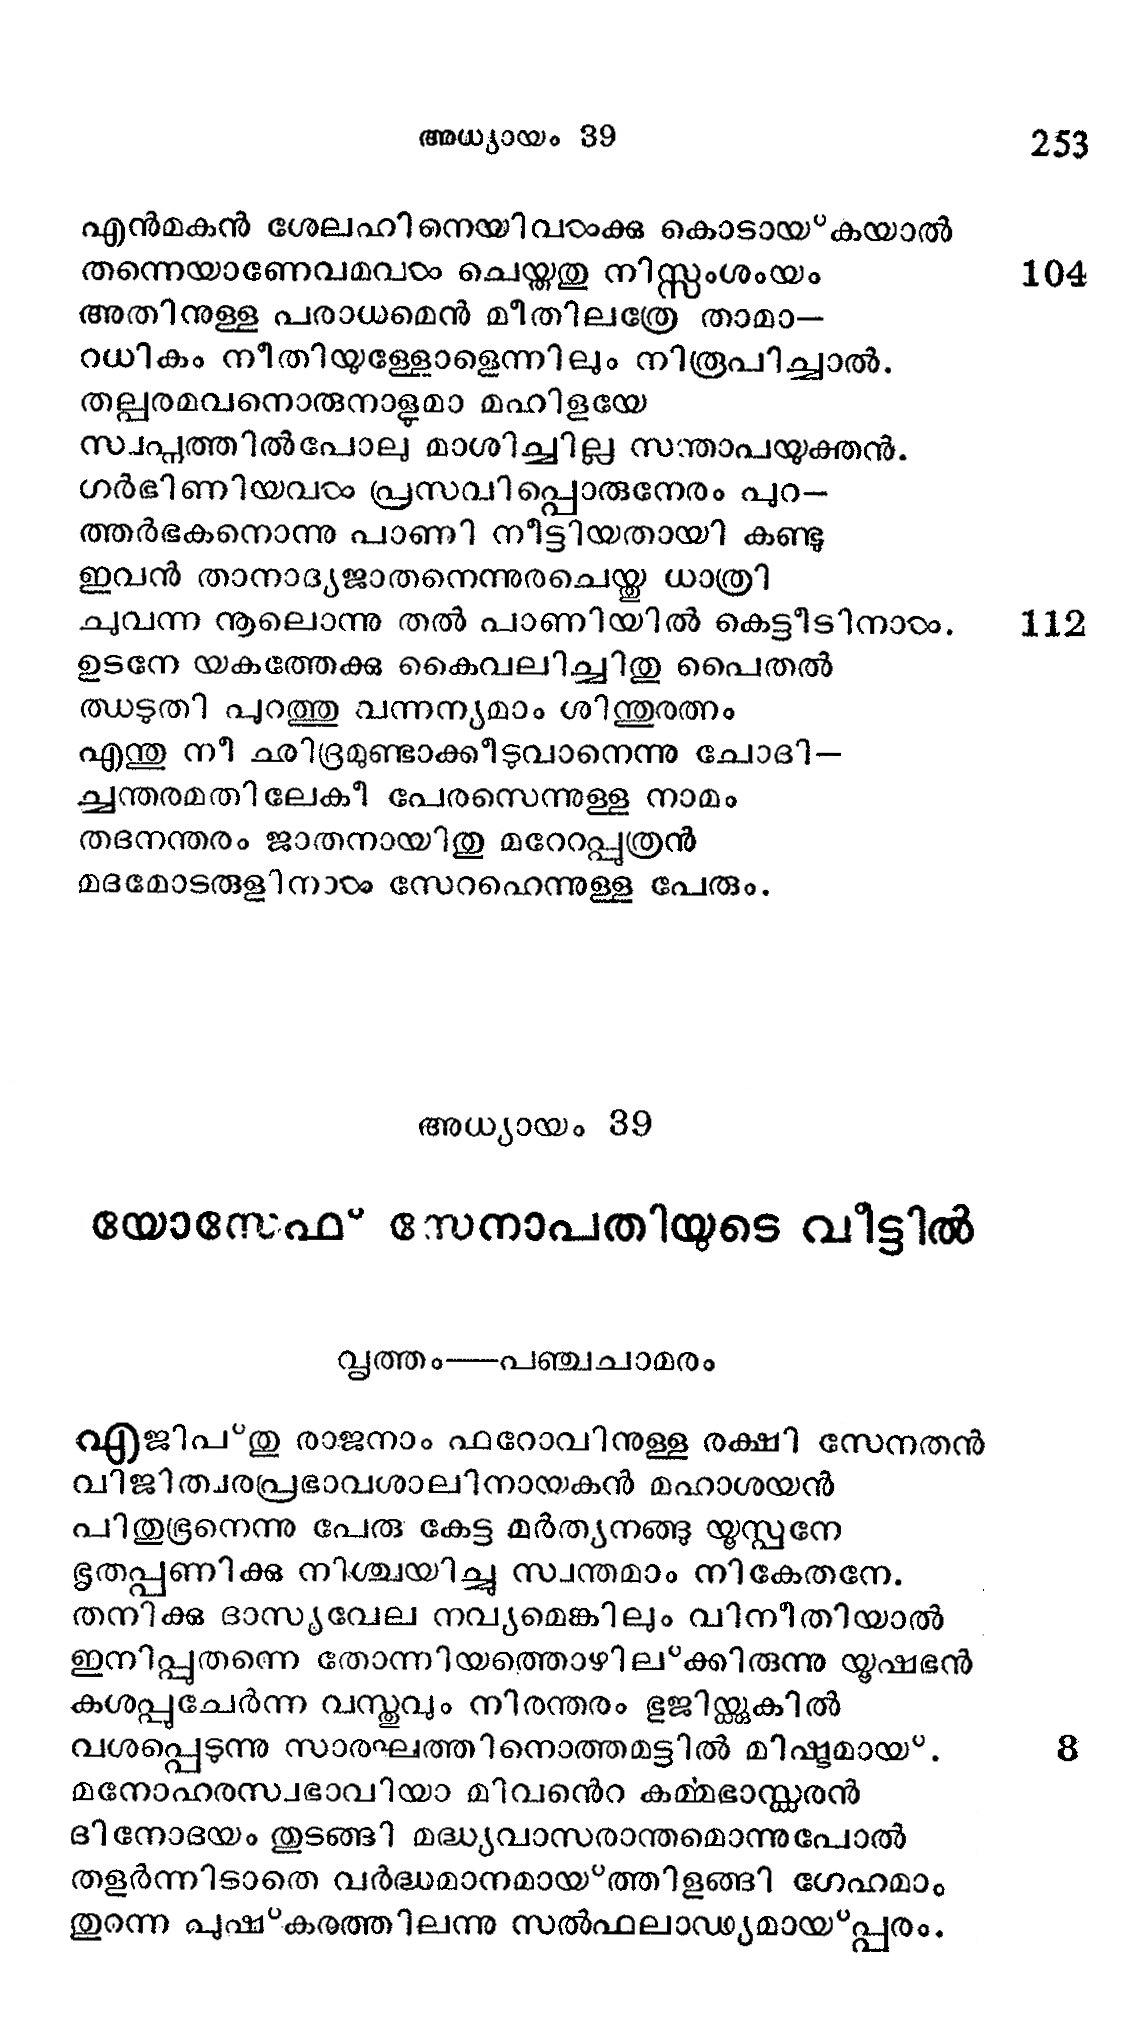 അധ്യായം 39
253
എൻമകൻ ശേലഹിനെയിവൾക്കു കൊടായ്കയാൽ
തന്നെയാണേവമവൾ ചെയ്തതു നിസ്സംശംയം 104
അതിനുള്ള പരാധമെൻ മീതിലത്രേ താമാ—
റധികം നീതിയുള്ളോളെന്നിലും നിരൂപിച്ചാൽ.
തല്പരമവനൊരുനാളുമാ മഹിളയേ
സ്വപ്നത്തിൽപോലു മാശിച്ചില്ല സന്താപയുക്തൻ.
ഗർഭിണിയവൾ പ്രസവിപ്പൊരുനേരം പുറ—
ത്തർഭകനൊന്നു പാണി നീട്ടിയതായി കണ്ടു
ഇവൻ താനാദ്യജാതനെന്നുരചെയ്തു ധാത്രി
ചുവന്ന നൂലൊന്നു തൽ പാണിയിൽ കെട്ടീടിനാൾ. 112
ഉടനേ യകത്തേക്കു കൈവലിച്ചിതു പൈതൽ
ഝടുതി പുറത്തു വന്നന്യമാം ശിന്തുരത്നം
എന്തു നീ ഛിദ്രമുണ്ടാക്കീടുവാനെന്നു ചോദി—
ച്ചന്തരമതിലേകീ പേരസെന്നുള്ള നാമം
തദനന്തരം ജാതനായിതു മറേറപ്പുത്രൻ
മദമോടരുളിനാൾ സേറഹെന്നുള്ള പേരും.
അധ്യായം 39
യോസേഫ് സേനാപതിയുടെ വീട്ടിൽ
വൃത്തം——പഞ്ചചാമരം
എജിപ്തു രാജനാം ഫറോവിനുള്ള രക്ഷി സേനതൻ
വിജിത്വരപ്രഭാവശാലിനായകൻ മഹാശയൻ
പിതുഭ്രനെന്നു പേരു കേട്ട മർത്യനങ്ങു യൂസ്പനേ
ഭൃതപ്പണിക്കു നിശ്ചയിച്ചു സ്വന്തമാം നികേതനേ.
തനിക്കു ദാസ്യവേല നവ്യമെങ്കിലും വിനീതിയാൽ
ഇനിപ്പുതന്നെ തോന്നിയത്തൊഴില്ക്കിരുന്നു യൂഷഭൻ
കശപ്പുചേർന്ന വസ്തുവും നിരന്തരം ഭുജിയ്ക്കുകിൽ
വശപ്പെടുന്നു സാരഘത്തിനൊത്തമട്ടിൽ മിഷ്ടമായ്. 8
മനോഹരസ്വഭാവിയാ മിവൻെറ കർമ്മഭാസ്കരൻ
ദിനോദയം തുടങ്ങി മദ്ധ്യവാസരാന്തമൊന്നുപോൽ
തളർന്നിടാതെ വർദ്ധമാനമായ്ത്തിളങ്ങി ഗേഹമാം
തുറന്ന പുഷ്കരത്തിലന്നു സൽഫലാഢ്യമായ്പ്പരം.